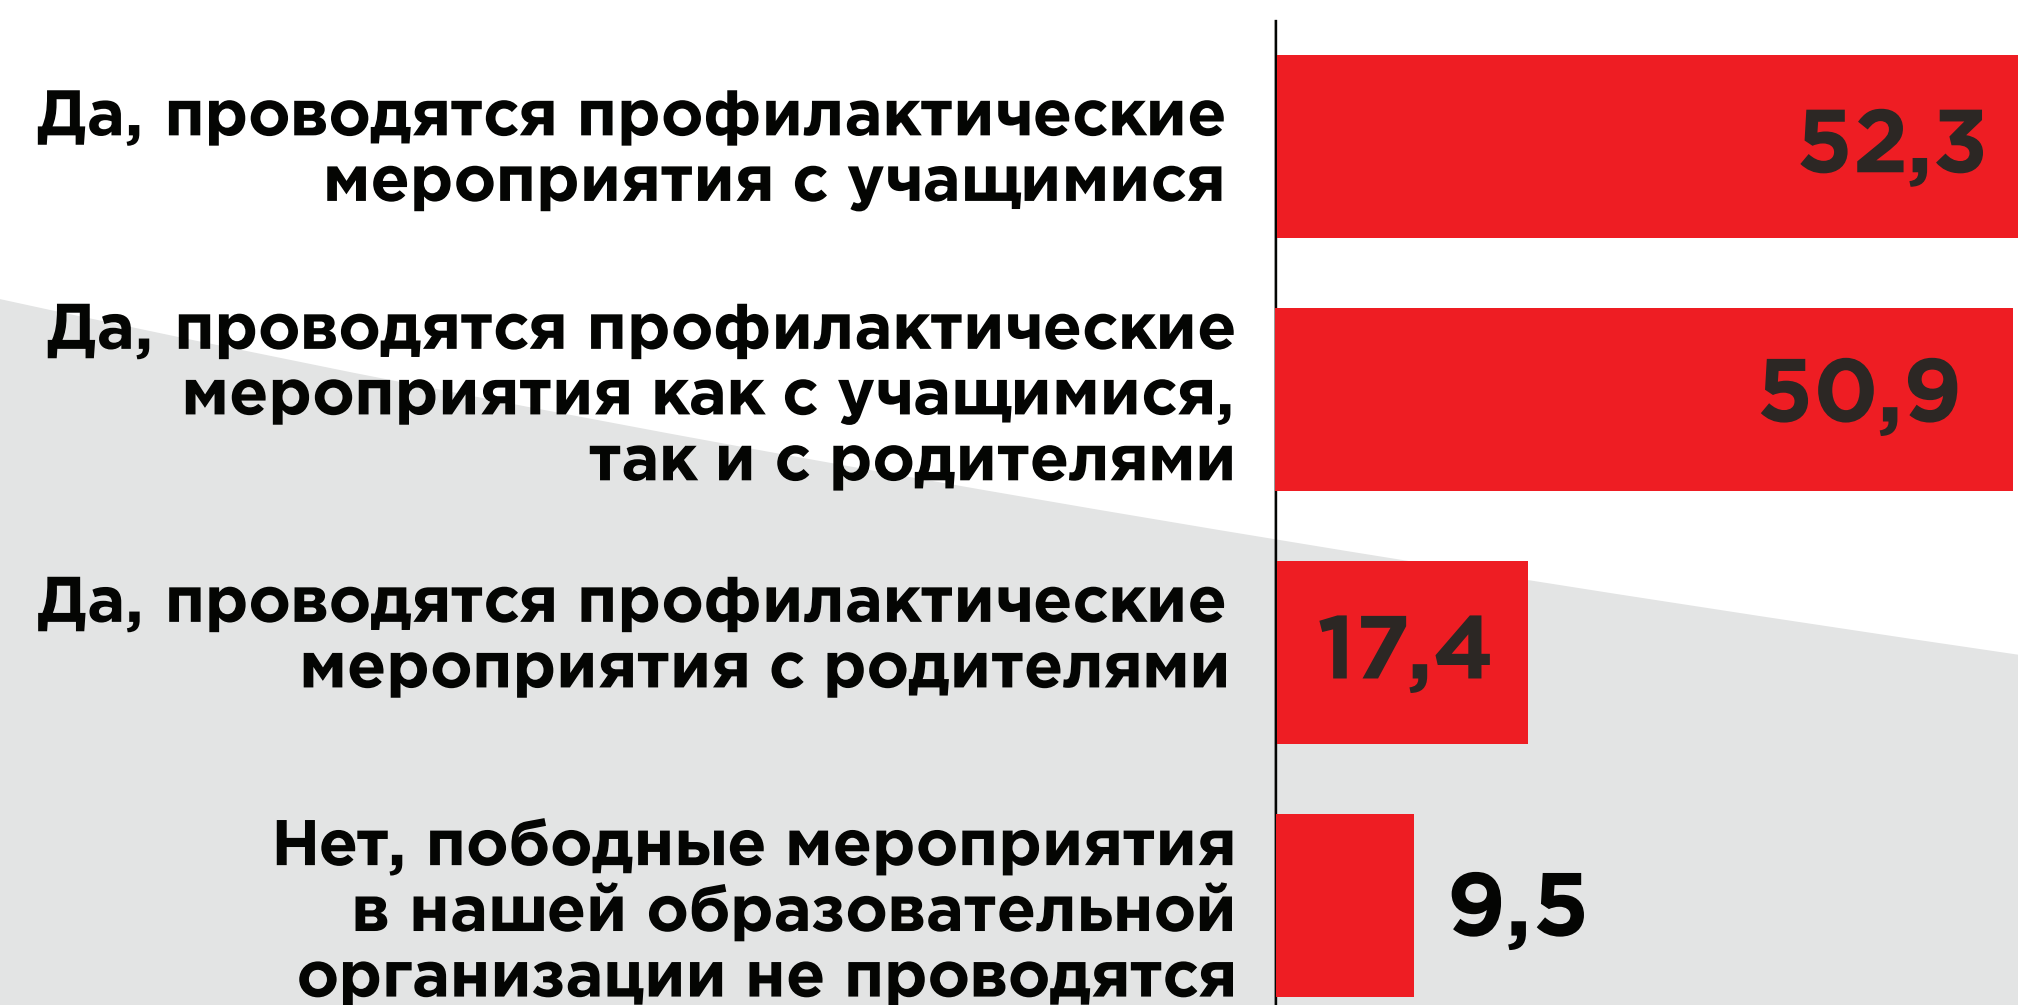 Да, проводятся профилактические
мероприятия с учащимися
52,3
Да, проводятся профилактические
мероприятия как с учащимися,
так и с родителями
50,9
Да, проводятся профилактические
мероприятия с родителями
17,4
Нет, пободные мероприятия
в нашей образовательной
организации не проводятся
9,5